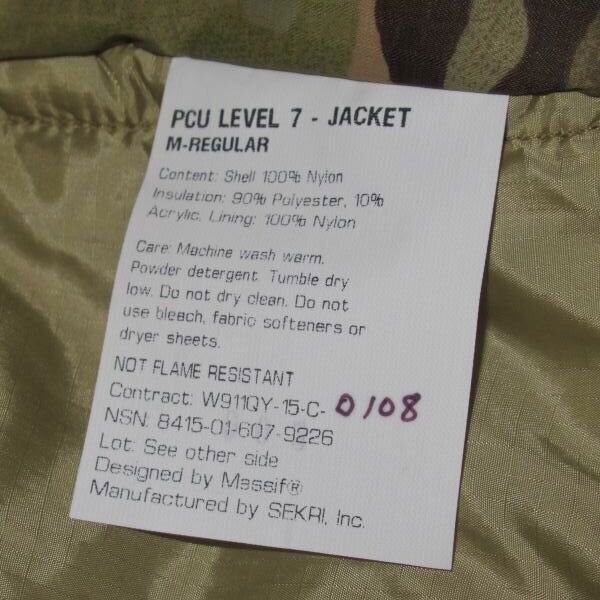 PCU LEVEL 7 - JACKET
M-REGULAR
Content: Shell 100% Nylon
Insulation: 90% Polyester, 10%
Acrylic, Lining: 100% Nylon
Care: Machine wash warm.
Powder detergent. Tumble dry
low. Do not dry clean. Do not
use bleach, fabric softeners or
dryer sheets.
NOT FLAME RESISTANT
Contract: W911QY-15-C-0108
NSN: 8415-01-607-9226
Lot: See other side
Designed by Massif®
Manufactured by SEKRI, Inc.